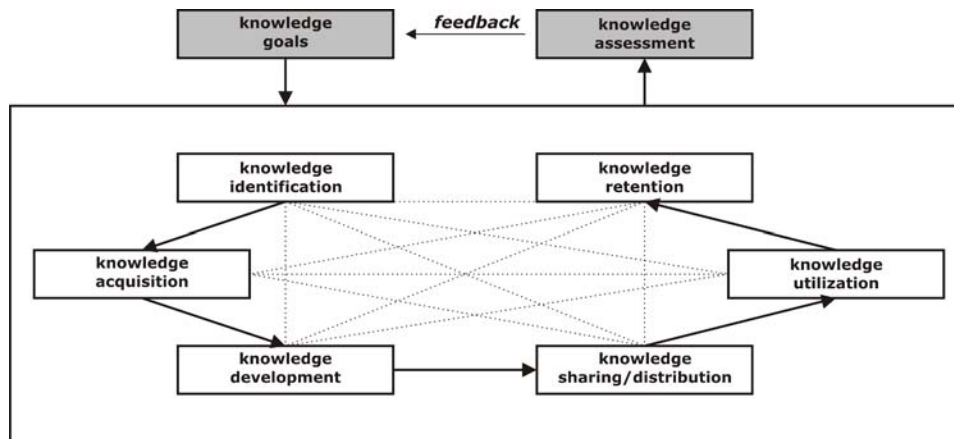 knowledge
goals
feedback
knowledge
assessment
knowledge
identification
knowledge
retention
knowledge
acquisition
knowledge
utilization
knowledge
development
knowledge
sharing/distribution